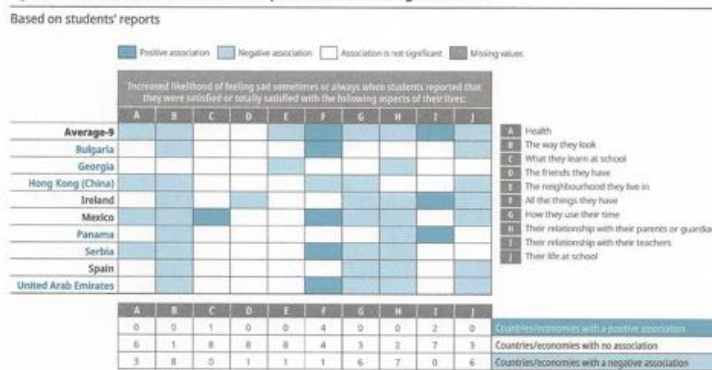 Based on students' reports
Positive association
Negative association
Association is not significant
Missing values
Increased likelihood of feeling sad sometimes or always when students reported that
they were satisfied or totally satisfied with the following aspects of their lives:
A B C D E F G H I J
Average-9
Bulgaria
Georgia
Hong Kong (China)
Ireland
Mexico
Panama
Serbia
Spain
United Arab Emirates
A Health
B The way they look
C What they learn at school
D The friends they have
E The neighbourhood they live in
F All the things they have
G How they use their time
H Their relationship with their parents or
I Their relationship with their teachers
J Their life at school
A B C D E F G H I J
0 0 1 0 0 4 0 0 2 0 Countries/economies with a positive association
6 1 8 8 8 4 3 2 7 3 Countries/economies with no association
3 8 0 1 1 1 6 7 0 6 Countries/economies with a negative association